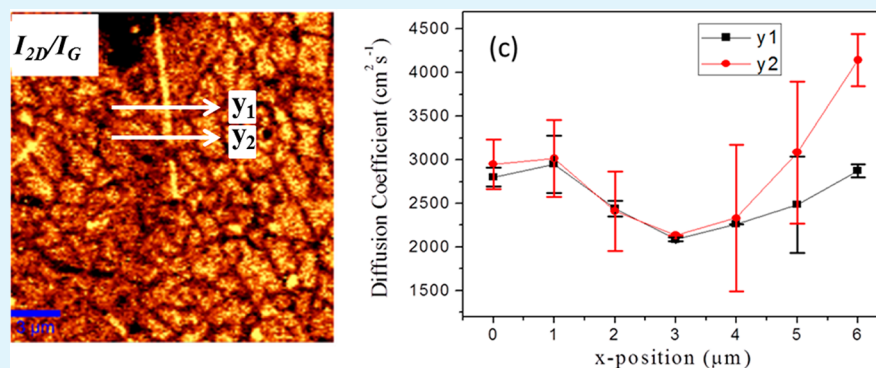 I2D/IG
y1
y2
3 μm
(c)
y1
y2
Diffusion Coefficient (cm² s⁻¹)
4500
4000
3500
3000
2500
2000
1500
0 1 2 3 4 5 6
x-position (μm)